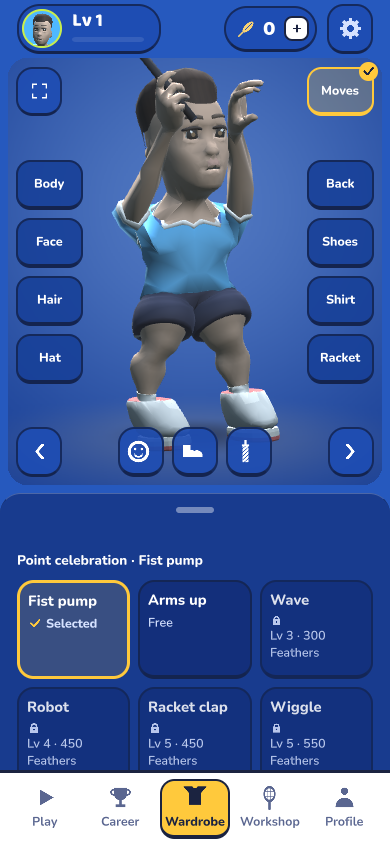 Lv 1
0
+
Moves
Body
Back
Face
Shoes
Hair
Shirt
Hat
Racket
Point celebration · Fist pump
Fist pump
Selected
Arms up
Free
Wave
Lv 3 · 300
Feathers
Robot
Lv 4 · 450
Feathers
Racket clap
Lv 5 · 450
Feathers
Wiggle
Lv 5 · 550
Feathers
Play
Career
Wardrobe
Workshop
Profile